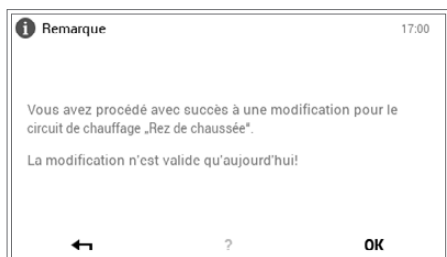 Remarque 17:00
Vous avez procédé avec succès à une modification pour le
circuit de chauffage „Rez de chaussée“.
La modification n'est valide qu'aujourd'hui!
? OK